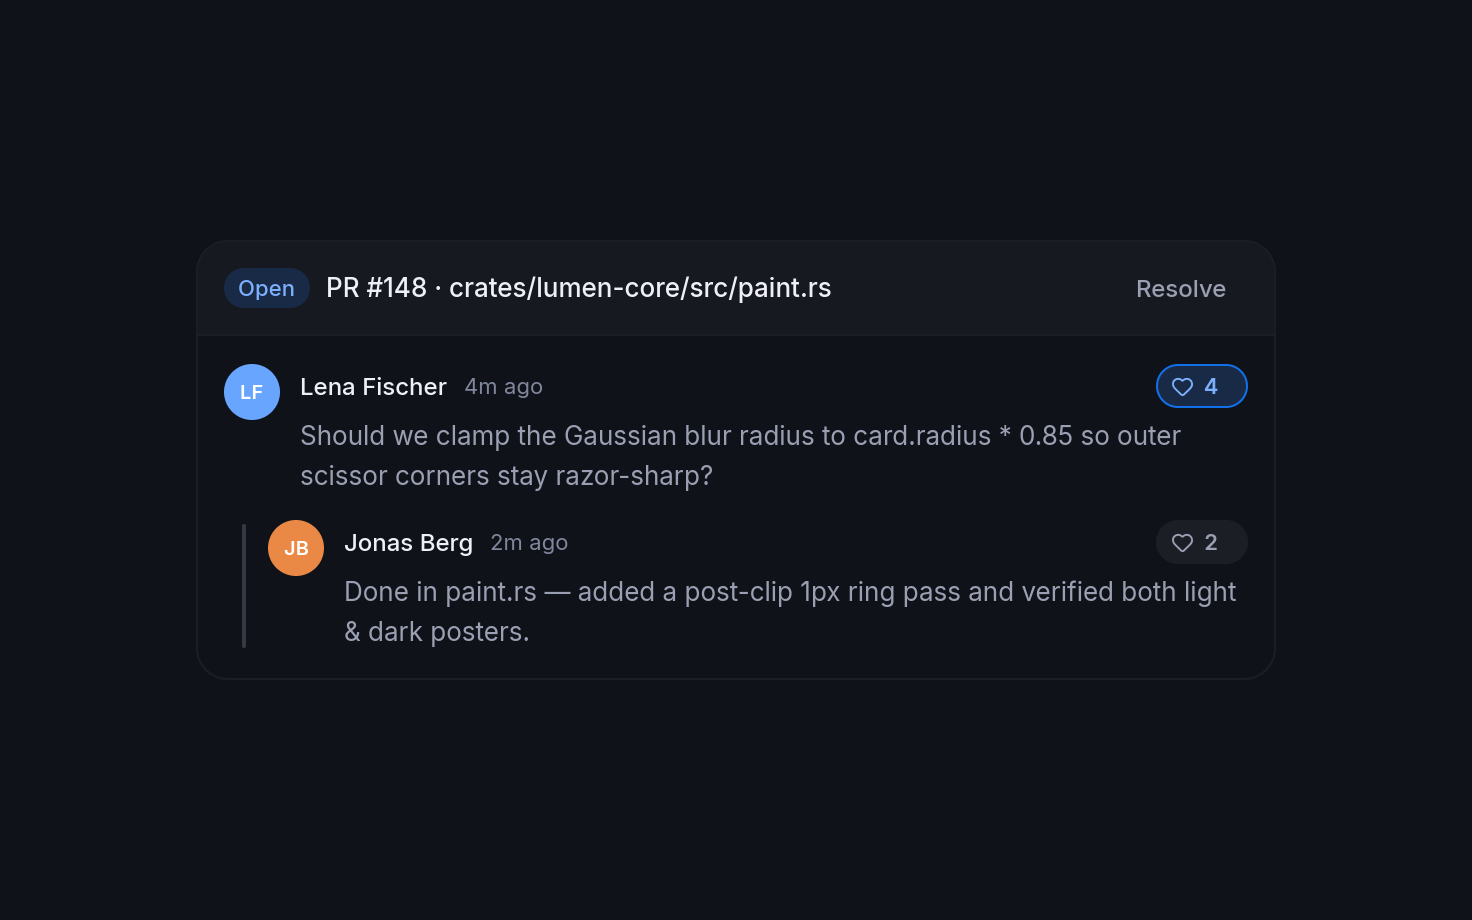 Open PR #148 · crates/lumen-core/src/paint.rs Resolve
LF Lena Fischer 4m ago 4
Should we clamp the Gaussian blur radius to card.radius * 0.85 so outer
scissor corners stay razor-sharp?
JB Jonas Berg 2m ago 2
Done in paint.rs — added a post-clip 1px ring pass and verified both light
& dark posters.